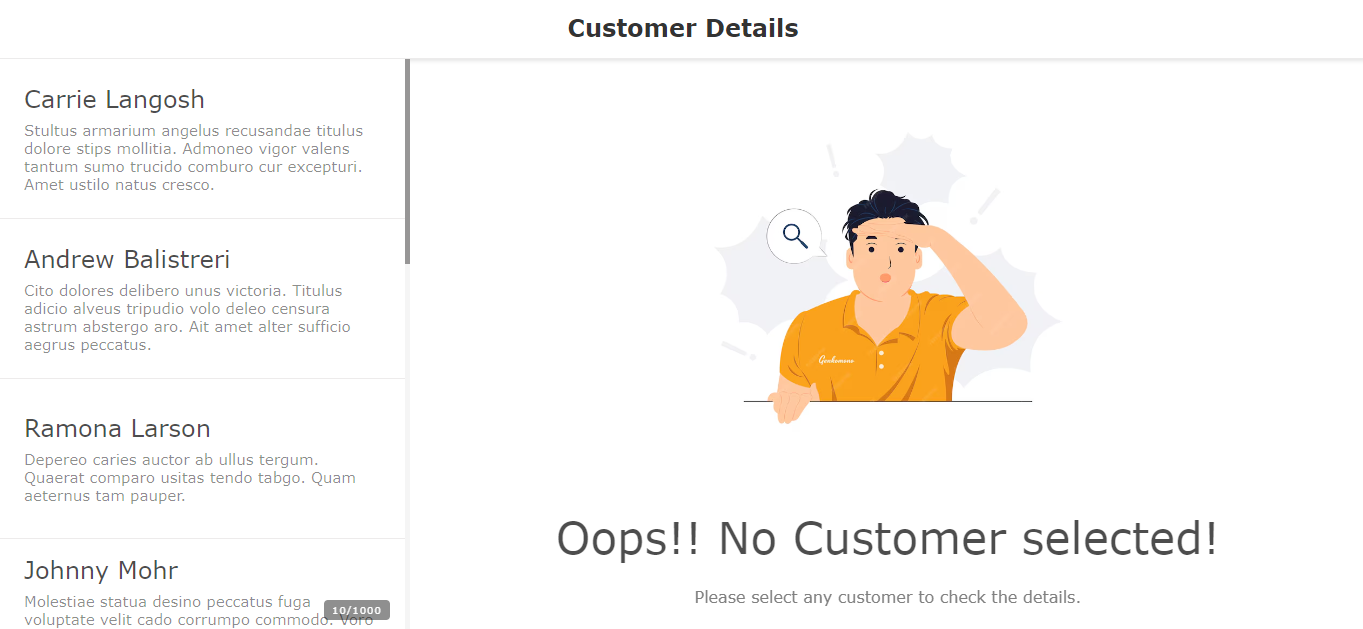 Customer Details
Carrie Langosh
Stultus armarium angelus recusandae titulus
dolore stips mollitia. Admoneo vigor valens
tantum sumo trucido comburo cur excepturi.
Amet ustilo natus cresco.
Andrew Balistreri
Cito dolores delibero unus victoria. Titulus
adicio alveus tripudio volo deleo censura
astrum abstergo aro. Ait amet alter sufficio
aegrus peccatus.
Ramona Larson
Depereo caries auctor ab ullus tergum.
Quaerat comparo usitas tendo tabgo. Quam
aeternus tam pauper.
Johnny Mohr
Molestiae statua desino peccatus fuga
voluptate velit cado corrumpo commodo. Voro
10/1000
Oops!! No Customer selected!
Please select any customer to check the details.